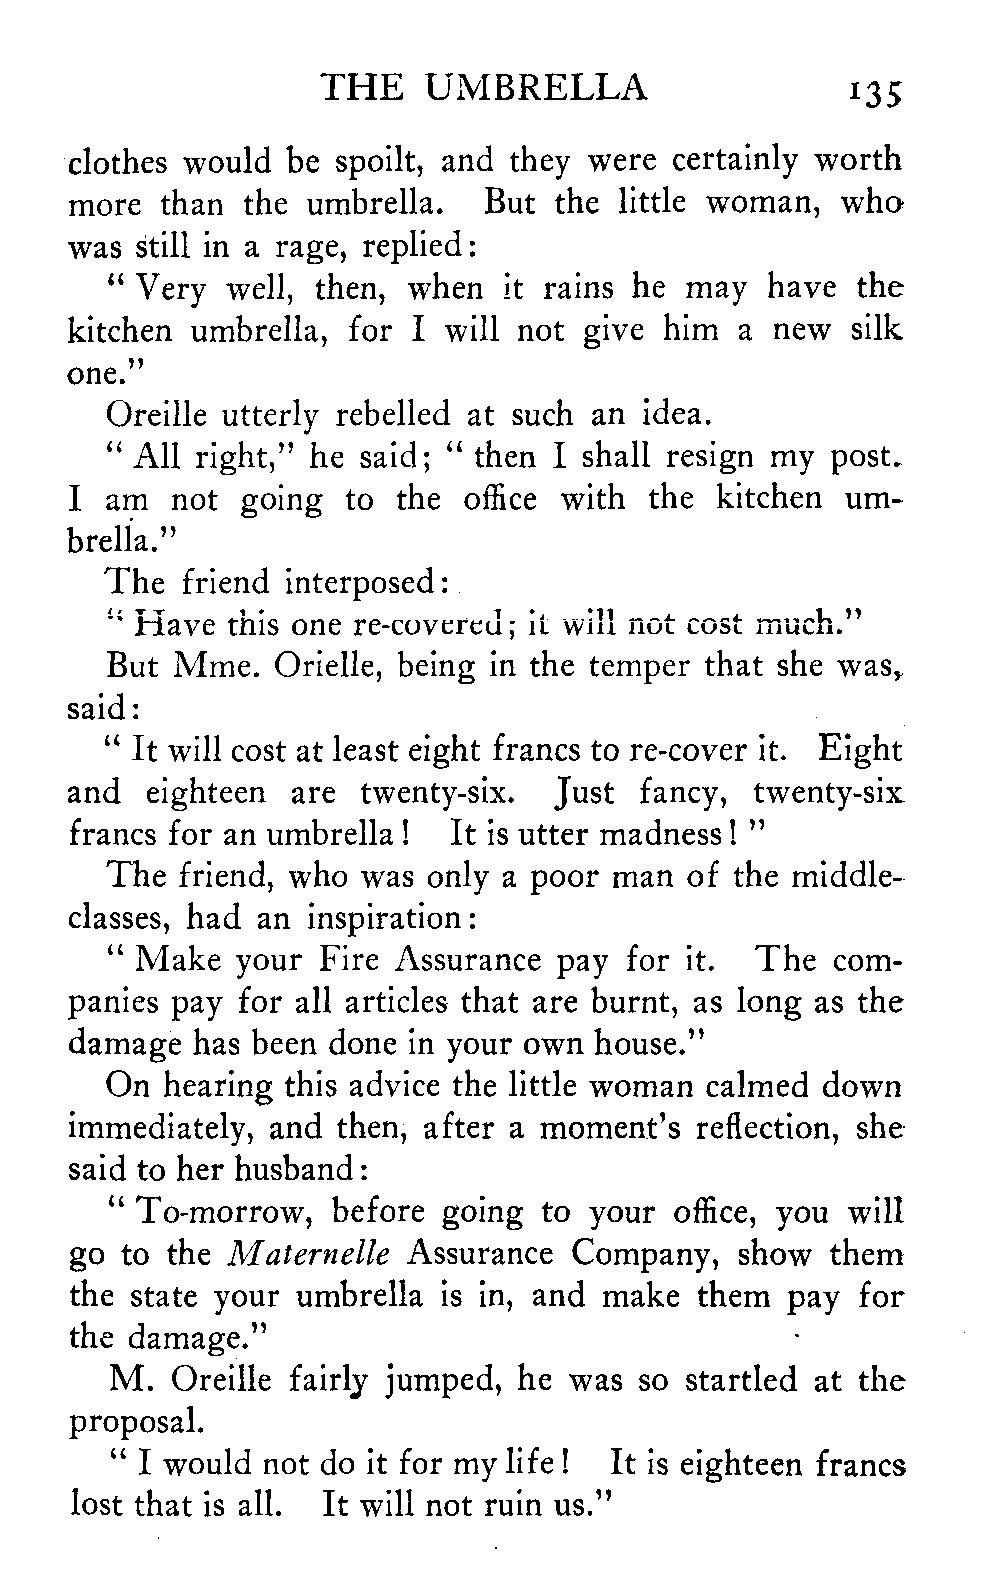 THE UMBRELLA 135
clothes would be spoilt, and they were certainly worth
more than the umbrella. But the little woman, who
was still in a rage, replied:
" Very well, then, when it rains he may have the
kitchen umbrella, for I will not give him a new silk
one."
Oreille utterly rebelled at such an idea.
" All right," he said; " then I shall resign my post.
I am not going to the office with the kitchen um-
brella."
The friend interposed:
" Have this one re-covered; it will not cost much."
But Mme. Orielle, being in the temper that she was,
said:
" It will cost at least eight francs to re-cover it. Eight
and eighteen are twenty-six. Just fancy, twenty-six
francs for an umbrella! It is utter madness! "
The friend, who was only a poor man of the middle-
classes, had an inspiration:
" Make your Fire Assurance pay for it. The com-
panies pay for all articles that are burnt, as long as the
damage has been done in your own house."
On hearing this advice the little woman calmed down
immediately, and then, after a moment's reflection, she
said to her husband:
" To-morrow, before going to your office, you will
go to the Maternelle Assurance Company, show them
the state your umbrella is in, and make them pay for
the damage."
M. Oreille fairly jumped, he was so startled at the
proposal.
" I would not do it for my life! It is eighteen francs
lost that is all. It will not ruin us."